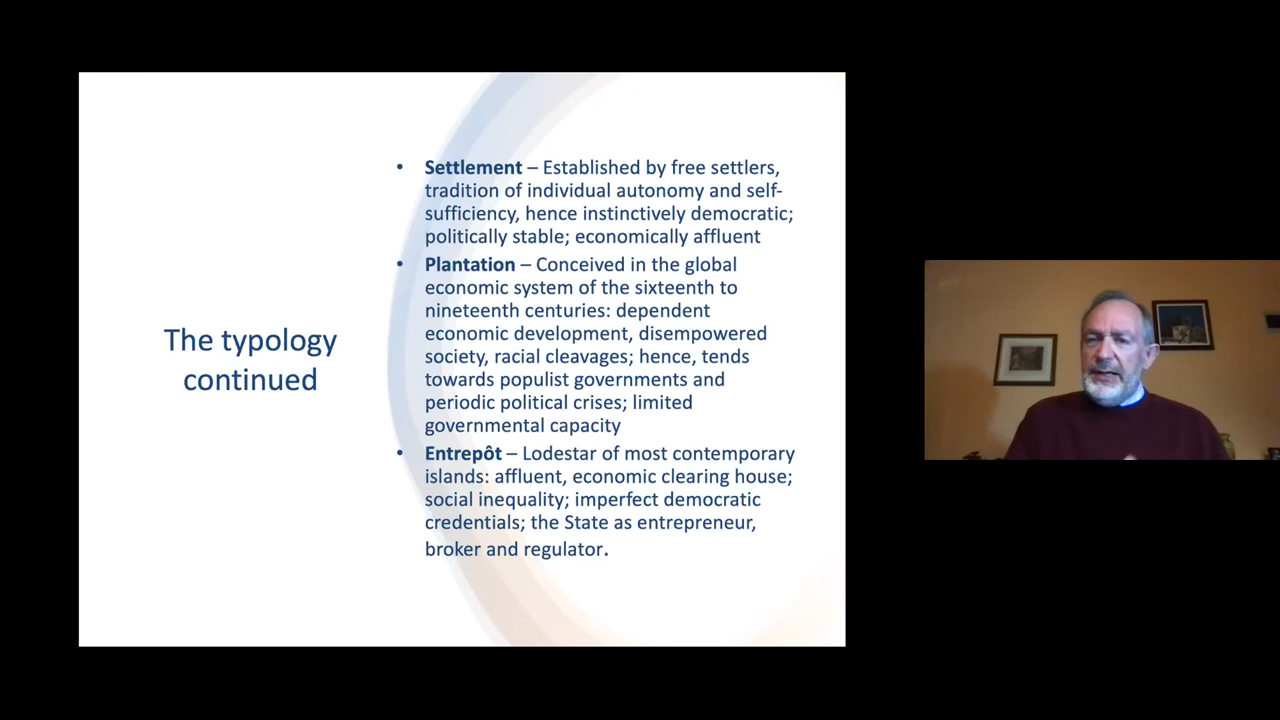 The typology
continued
• Settlement – Established by free settlers,
tradition of individual autonomy and self-
sufficiency, hence instinctively democratic;
politically stable; economically affluent
• Plantation – Conceived in the global
economic system of the sixteenth to
nineteenth centuries: dependent
economic development, disempowered
society, racial cleavages; hence, tends
towards populist governments and
periodic political crises; limited
governmental capacity
• Entrepôt – Lodestar of most contemporary
islands: affluent, economic clearing house;
social inequality; imperfect democratic
credentials; the State as entrepreneur,
broker and regulator.